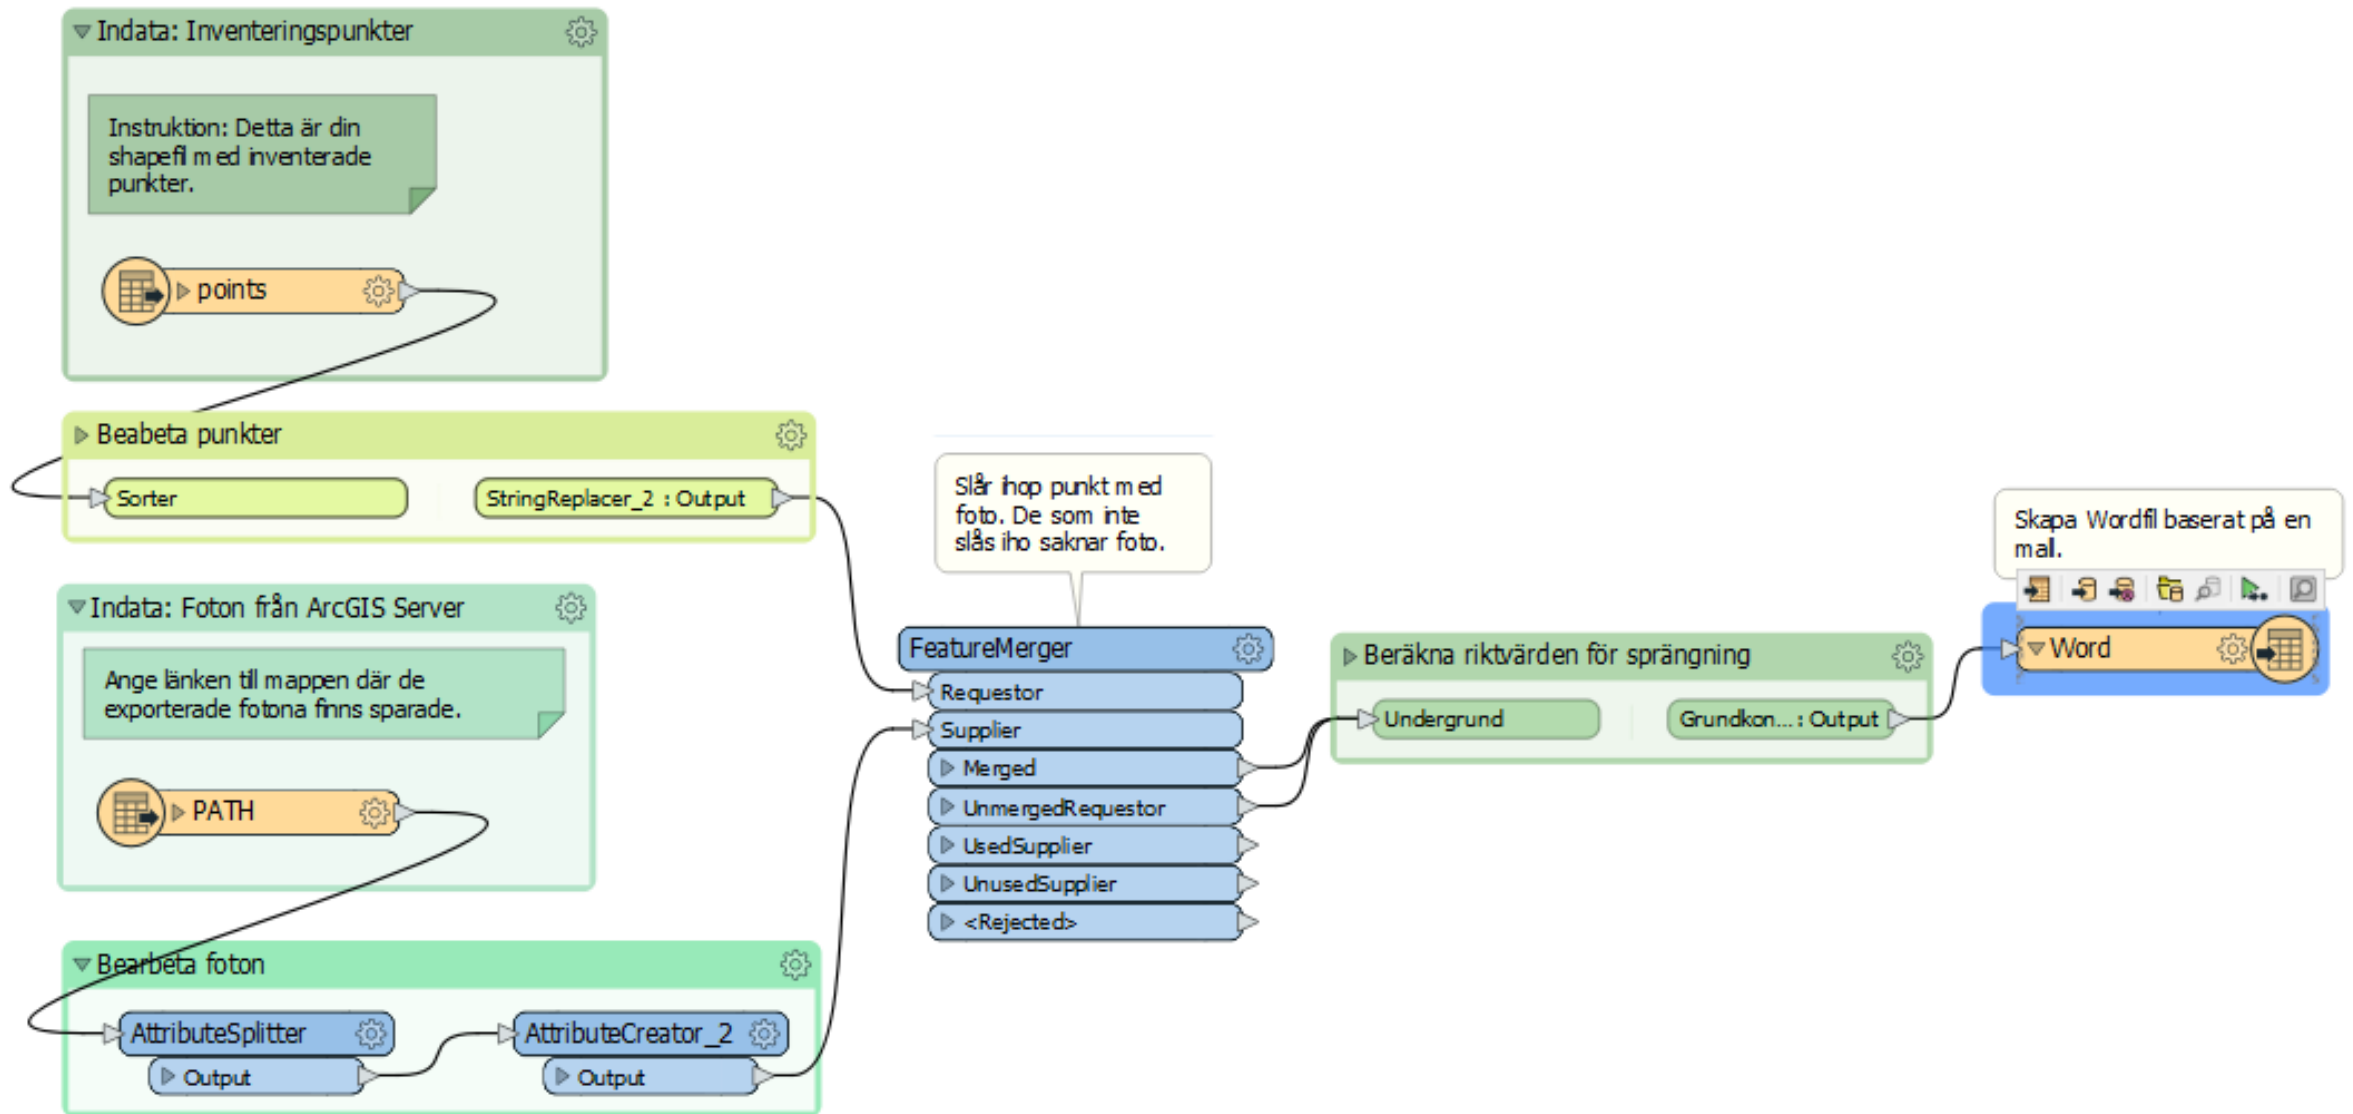 Indata: Inventeringspunkter
Instruktion: Detta är din
shapefil med inventerade
punkter.
points
Beabeta punkter
Sorter
StringReplacer_2 : Output
Indata: Foton från ArcGIS Server
Ange länken till mappen där de
exporterade fotona finns sparade.
PATH
Bearbeta foton
AttributeSplitter
Output
AttributeCreator_2
Output
Slår ihop punkt med
foto. De som inte
slås iho saknar foto.
FeatureMerger
Requestor
Supplier
Merged
UnmergedRequestor
UsedSupplier
UnusedSupplier
<Rejected>
Beräkna riktvärden för sprängning
Undergrund
Grundkon...: Output
Skapa Wordfil baserat på en
mall.
Word